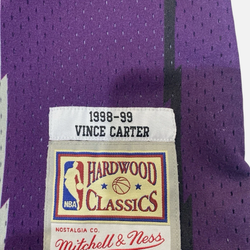 1998-99
VINCE CARTER
HARDWOOD
NBA
CLASSICS
NOSTALGIA CO.
Mitchell & Ness